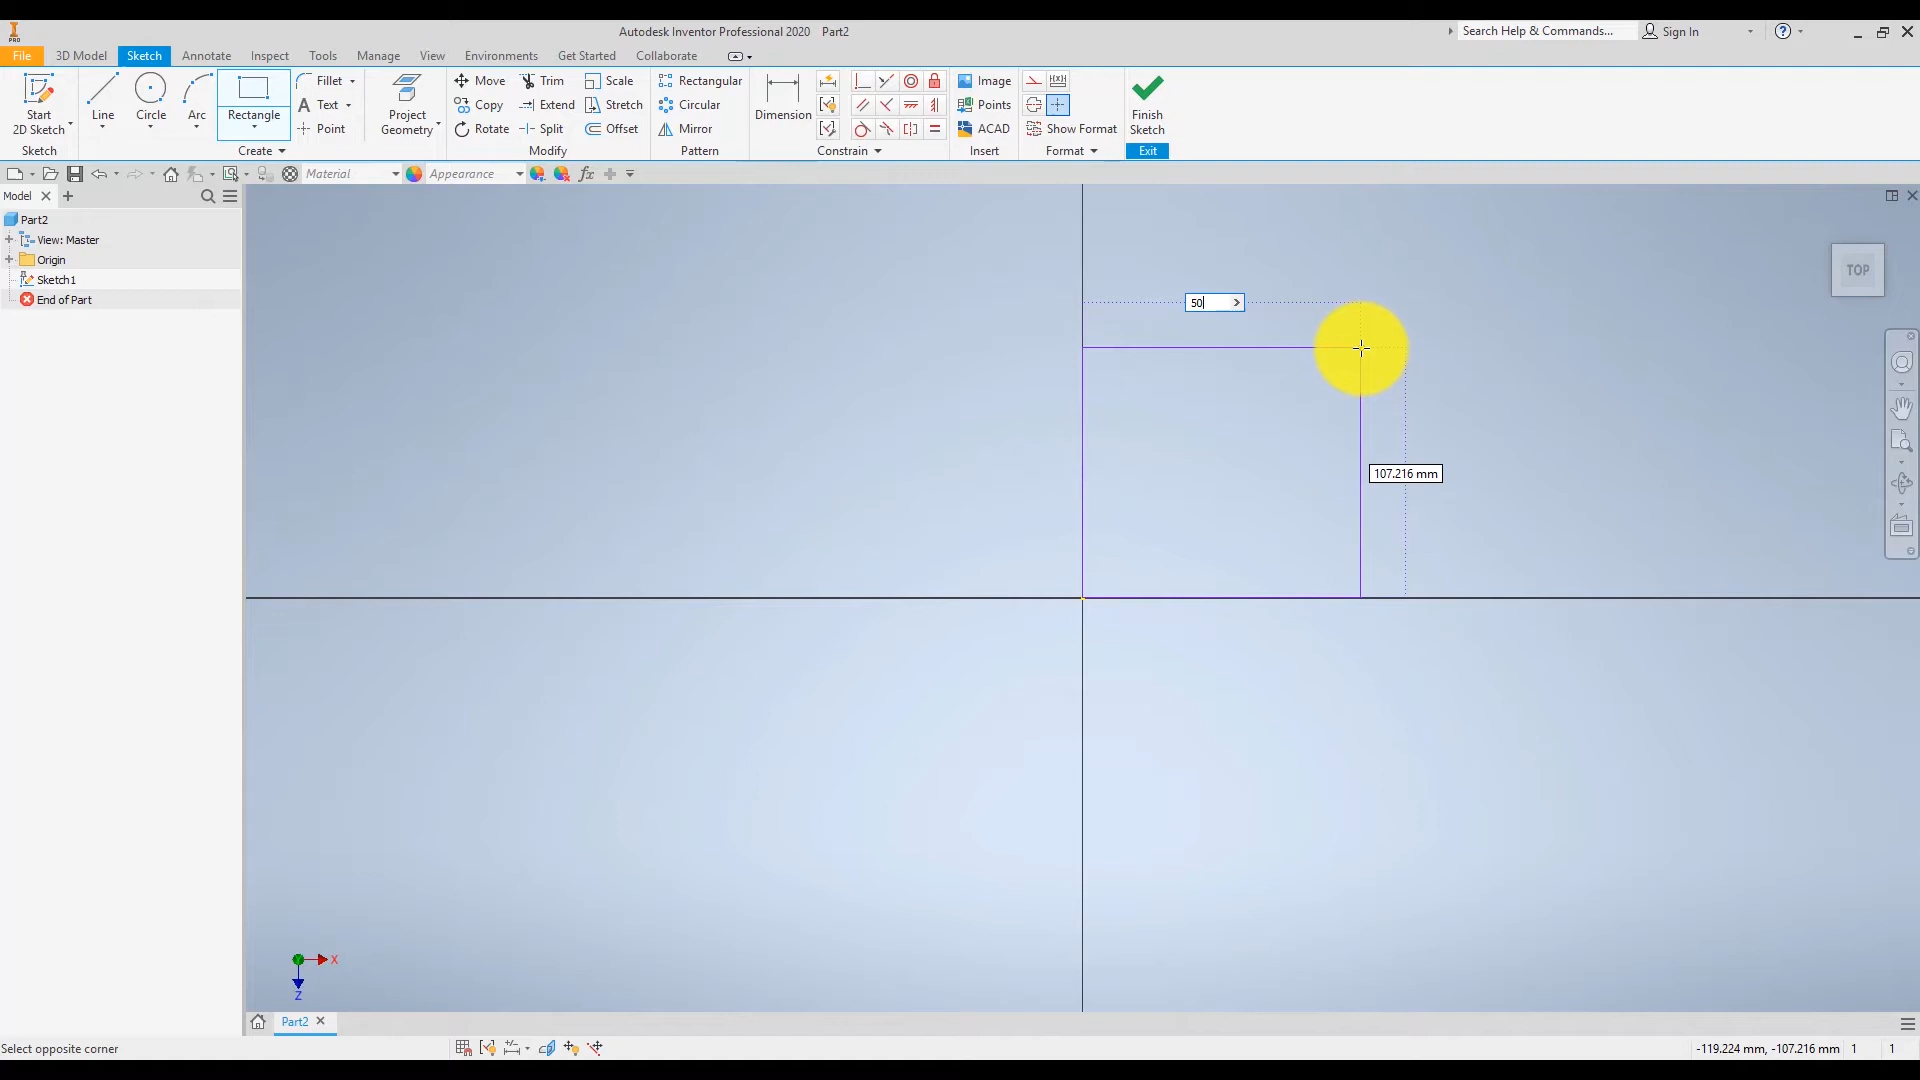 PRO
Autodesk Inventor Professional 2020 Part2
Search Help & Commands...
Sign In
File
3D Model
Sketch
Annotate
Inspect
Tools
Manage
View
Environments
Get Started
Collaborate
Start
2D Sketch
Line
Circle
Arc
Rectangle
Fillet
Text
Point
Project
Geometry
Move
Copy
Rotate
Trim
Extend
Split
Scale
Stretch
Offset
Rectangular
Circular
Mirror
Dimension
Image
Points
ACAD
Show Format
Finish
Sketch
Sketch
Create
Modify
Pattern
Constrain
Insert
Format
Exit
Material
Appearance
fx
Model
Part2
View: Master
Origin
Sketch1
End of Part
TOP
50
107.216 mm
X
Z
Part2
Select opposite corner
-119.224 mm, -107.216 mm 1 1